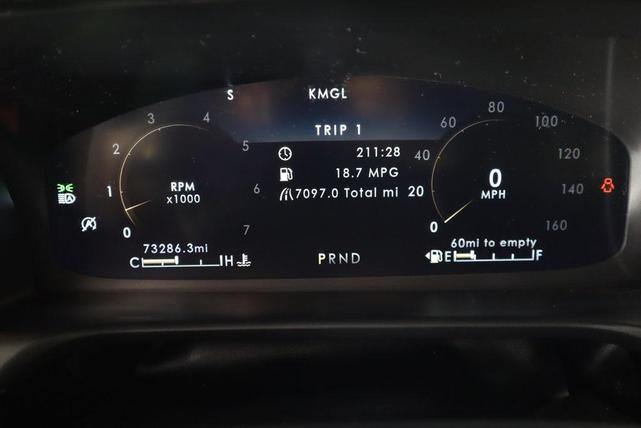 S KMGL
TRIP 1
211:28
18.7 MPG
7097.0 Total mi
0 1 2 3 4 5 6 7
RPM
x1000
0 20 40 60 80 100 120 140 160
0
MPH
73286.3mi
C H
PRND
60mi to empty
E F